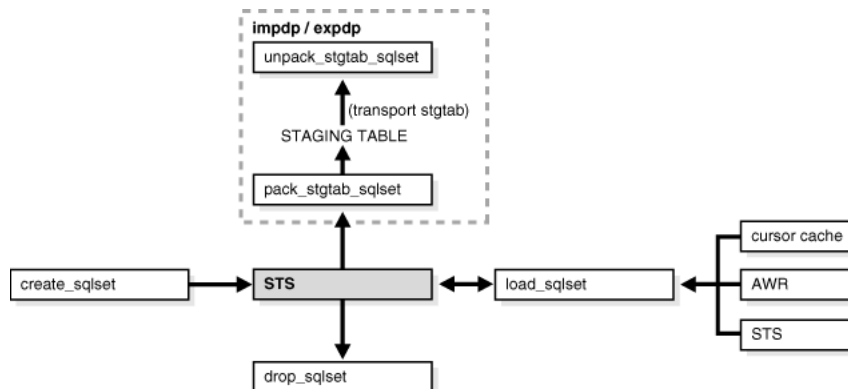 impdp / expdp
unpack_stgtab_sqlset
(transport stgtab)
STAGING TABLE
pack_stgtab_sqlset
cursor cache
create_sqlset
STS
load_sqlset
AWR
STS
drop_sqlset